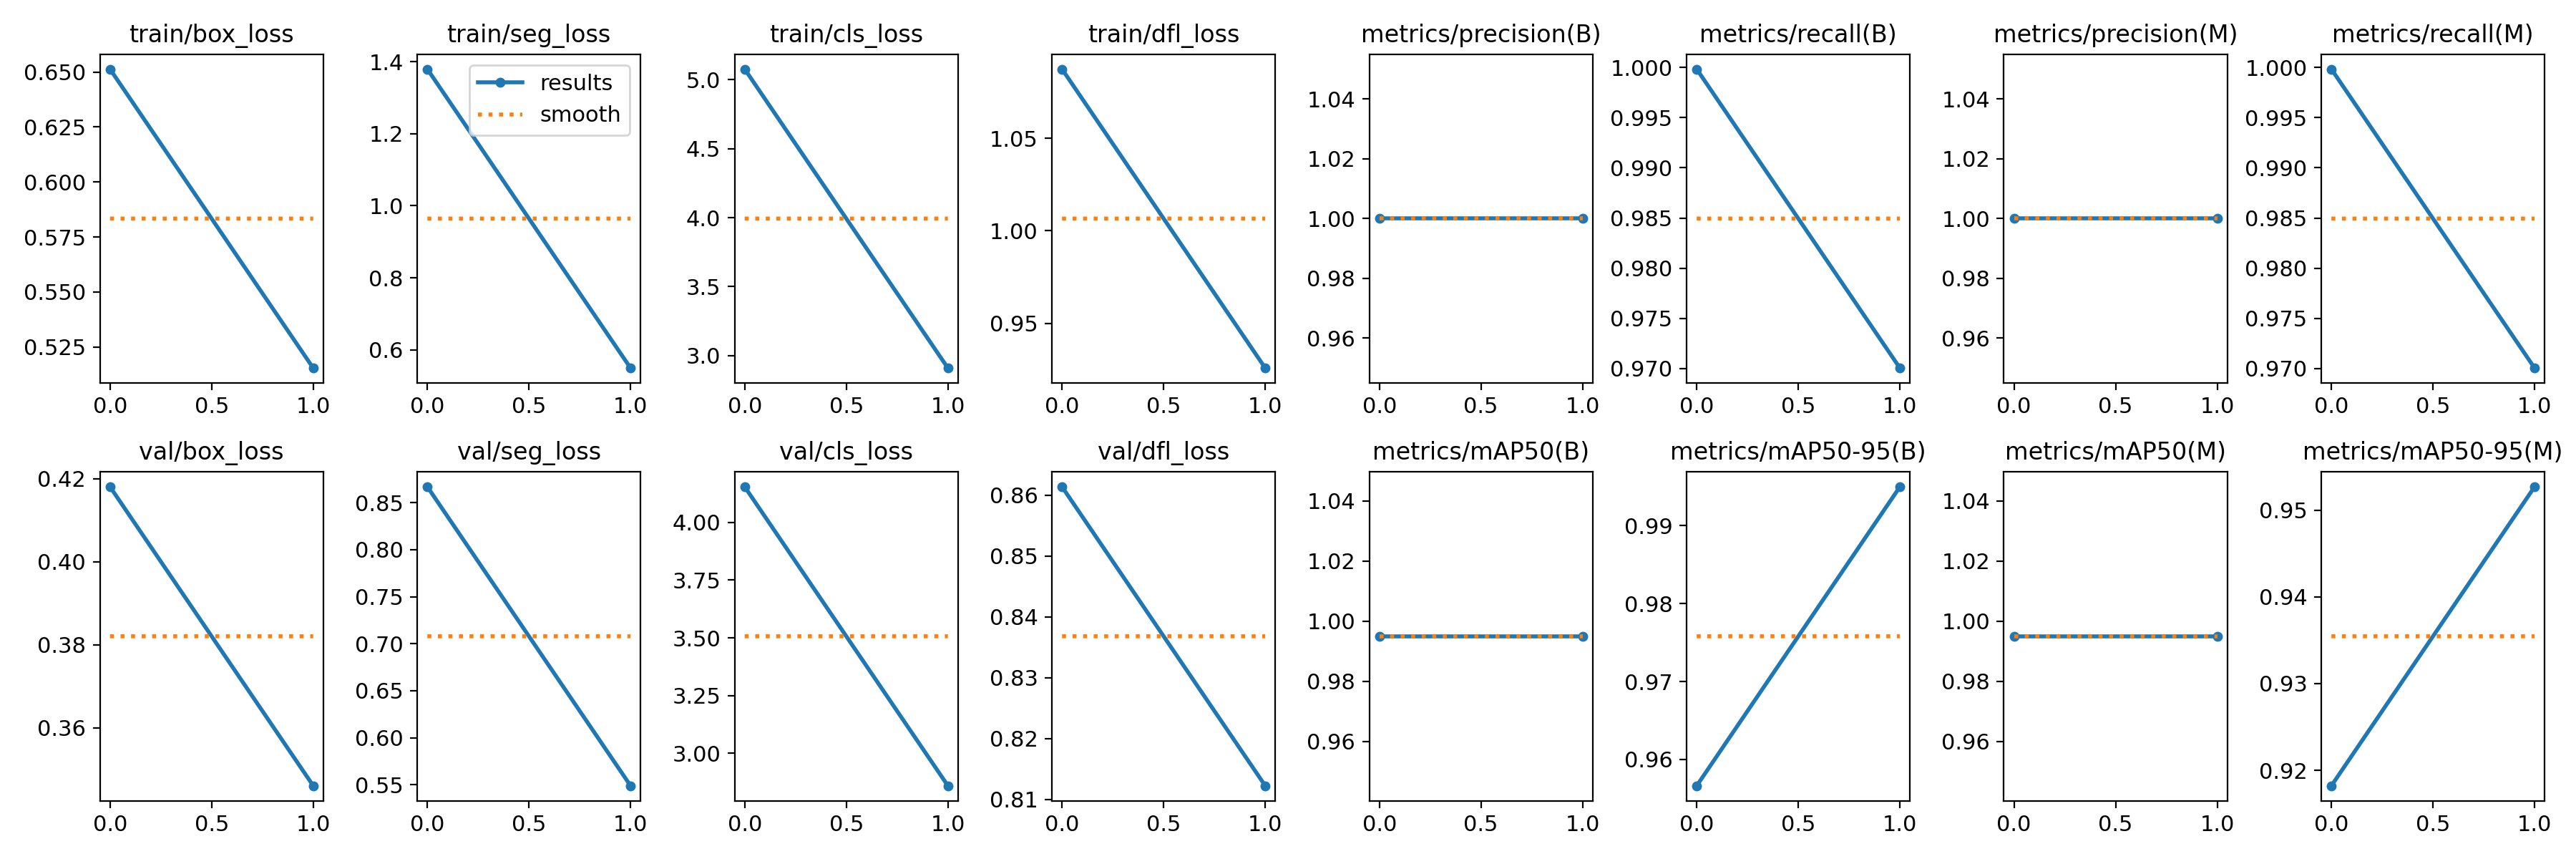 train/box_loss
train/seg_loss
train/cls_loss
train/dfl_loss
metrics/precision(B)
metrics/recall(B)
metrics/precision(M)
metrics/recall(M)
0.650
0.625
0.600
0.575
0.550
0.525
0.0 0.5 1.0
1.4
1.2
1.0
0.8
0.6
results
smooth
0.0 0.5 1.0
5.0
4.5
4.0
3.5
3.0
0.0 0.5 1.0
1.05
1.00
0.95
0.0 0.5 1.0
1.04
1.02
1.00
0.98
0.96
0.0 0.5 1.0
1.000
0.995
0.990
0.985
0.980
0.975
0.970
0.0 0.5 1.0
1.04
1.02
1.00
0.98
0.96
0.0 0.5 1.0
1.000
0.995
0.990
0.985
0.980
0.975
0.970
0.0 0.5 1.0
val/box_loss
val/seg_loss
val/cls_loss
val/dfl_loss
metrics/mAP50(B)
metrics/mAP50-95(B)
metrics/mAP50(M)
metrics/mAP50-95(M)
0.42
0.40
0.38
0.36
0.0 0.5 1.0
0.85
0.80
0.75
0.70
0.65
0.60
0.55
0.0 0.5 1.0
4.00
3.75
3.50
3.25
3.00
0.0 0.5 1.0
0.86
0.85
0.84
0.83
0.82
0.81
0.0 0.5 1.0
1.04
1.02
1.00
0.98
0.96
0.0 0.5 1.0
0.99
0.98
0.97
0.96
0.0 0.5 1.0
1.04
1.02
1.00
0.98
0.96
0.0 0.5 1.0
0.95
0.94
0.93
0.92
0.0 0.5 1.0